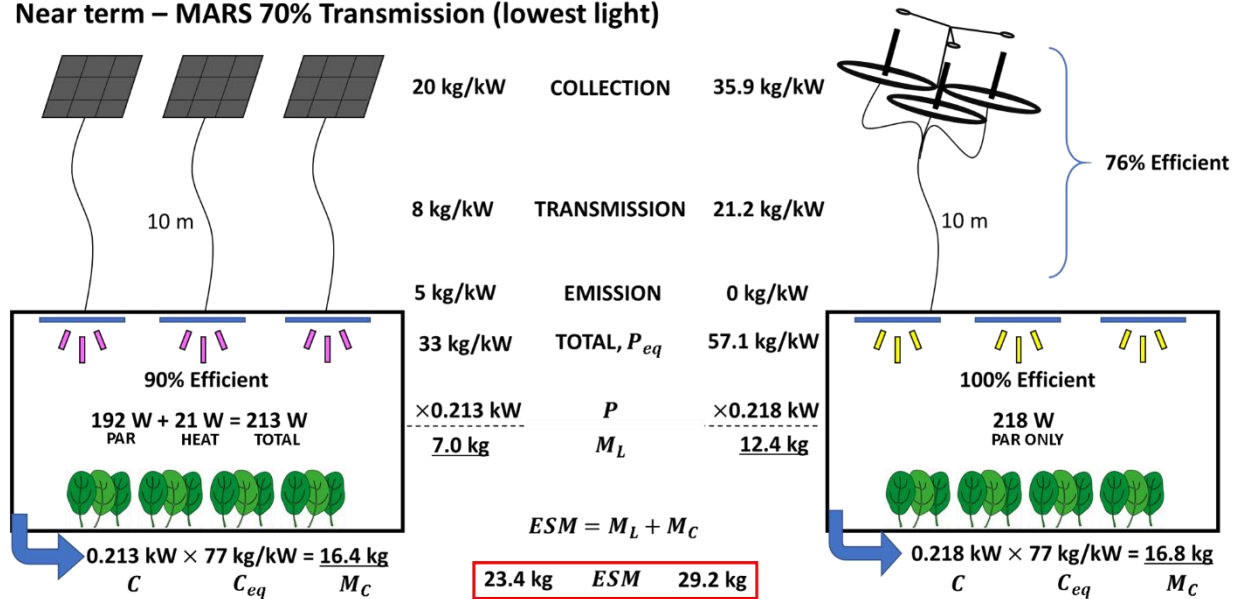 Near term – MARS 70% Transmission (lowest light)
20 kg/kW COLLECTION 35.9 kg/kW
76% Efficient
8 kg/kW TRANSMISSION 21.2 kg/kW
10 m 10 m
5 kg/kW EMISSION 0 kg/kW
33 kg/kW TOTAL, P_eq 57.1 kg/kW
90% Efficient 100% Efficient
×0.213 kW P ×0.218 kW
192 W + 21 W = 213 W 218 W
PAR HEAT TOTAL PAR ONLY
7.0 kg M_L 12.4 kg
ESM = M_L + M_C
0.213 kW × 77 kg/kW = 16.4 kg 0.218 kW × 77 kg/kW = 16.8 kg
C C_eq M_C C C_eq M_C
23.4 kg ESM 29.2 kg